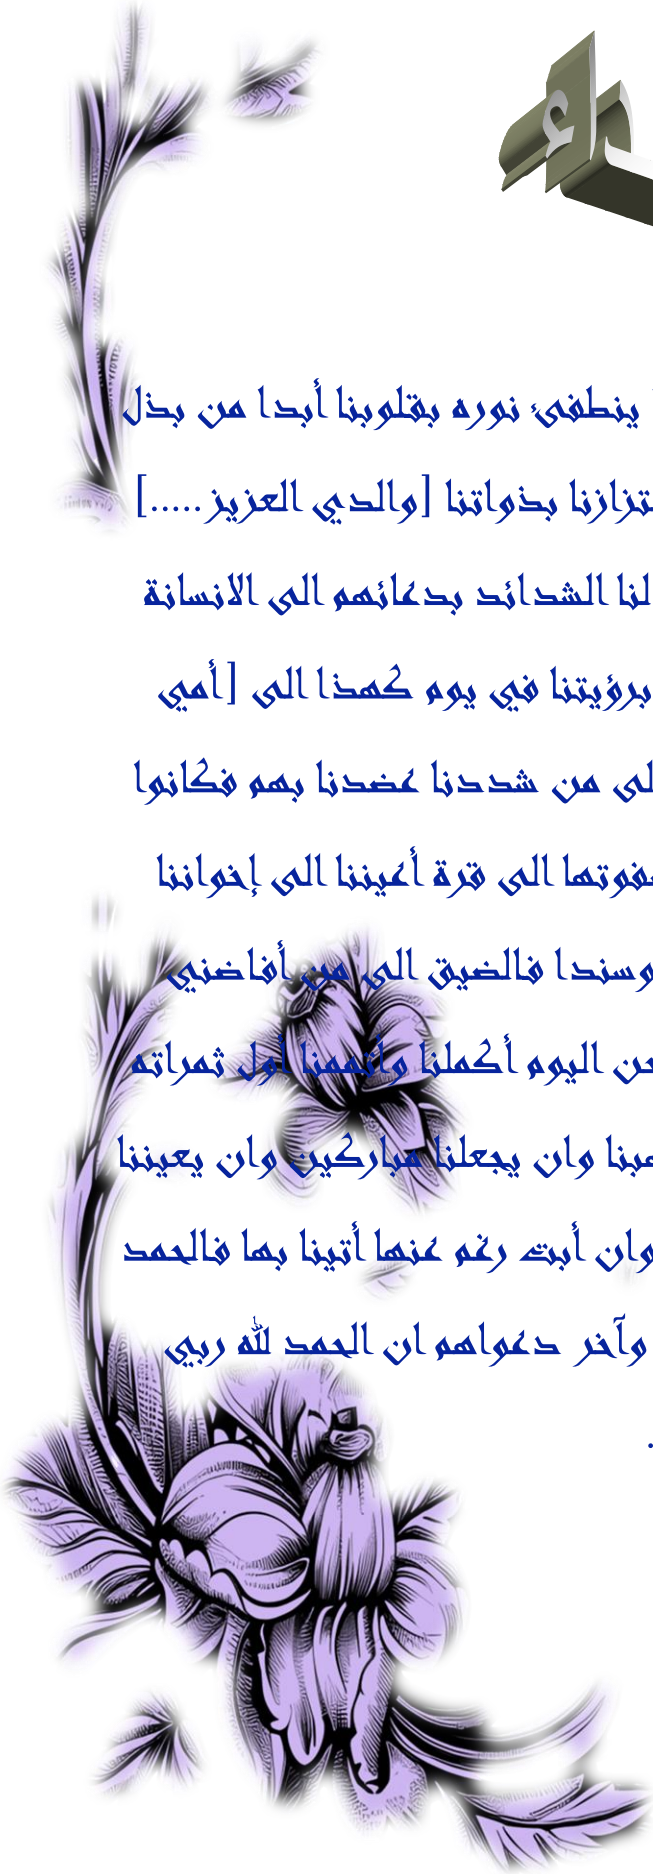 داء
ينطفئ نوره بقلوبنا أبدا من بذل
تزازنا بذواتنا [والدي العزيز.....]
لنا الشدائد بدعائهم الى الانسانة
برؤيتنا في يوم كهذا الى [أمي
لى من شددنا عضدنا بهم فكانوا
فوتها الى قرة أعيننا الى إخواننا
وسندا فالضيق الى من أفاضني
حن اليوم أكملنا وأتممنا أول ثمراته
بنا وان يجعلنا مباركين وان يعيننا
وان أبت رغم عنها أتينا بها فالحمد
وآخر دعواهم ان الحمد لله ربي
.